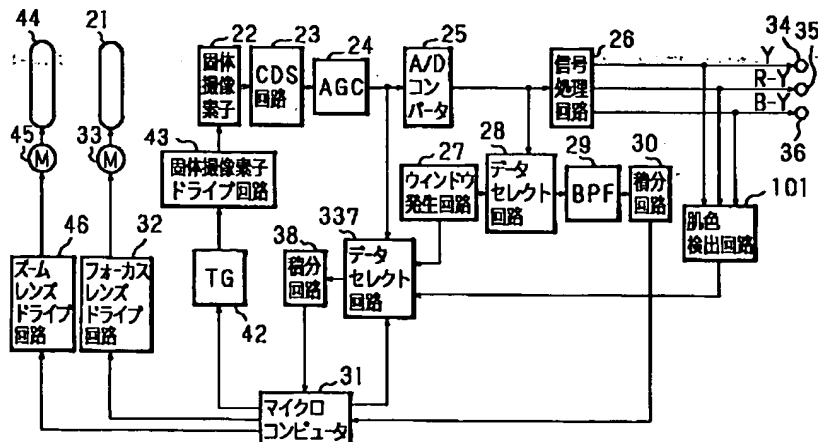 44
21
22
23
24
25
26
34
35
36
Y
R-Y
B-Y
固体
撮像
素子
CDS
回路
AGC
A/D
コン
バータ
信号
処理
回路
45
M
33
M
43
固体撮像素子
ドライブ回路
27
ウィンドウ
発生回路
28
データ
セレクト
回路
29
BPF
30
積分
回路
101
肌色
検出回路
46
ズーム
レンズ
ドライブ
回路
32
フォーカス
レンズ
ドライブ
回路
TG
42
38
積分
回路
337
データ
セレクト
回路
31
マイクロ
コンピュータ